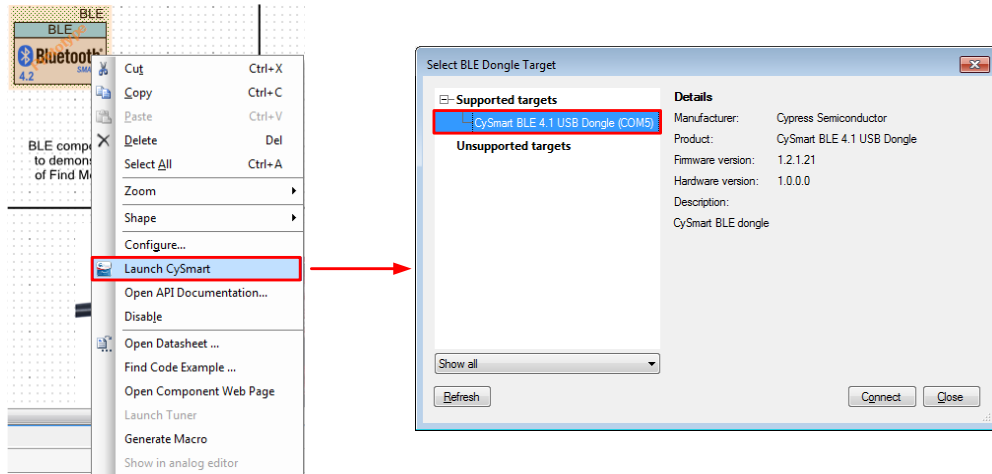 BLE
BLE
Bluetooth
SMA
4.2
BLE comp
to demons
of Find M
Cut Ctrl+X
Copy Ctrl+C
Paste Ctrl+V
Delete Del
Select All Ctrl+A
Zoom
Shape
Configure...
Launch CySmart
Open API Documentation...
Disable
Open Datasheet ...
Find Code Example ...
Open Component Web Page
Launch Tuner
Generate Macro
Show in analog editor
Select BLE Dongle Target
Supported targets
CySmart BLE 4.1 USB Dongle (COM5)
Unsupported targets
Show all
Refresh
Details
Manufacturer: Cypress Semiconductor
Product: CySmart BLE 4.1 USB Dongle
Firmware version: 1.2.1.21
Hardware version: 1.0.0.0
Description:
CySmart BLE dongle
Connect
Close